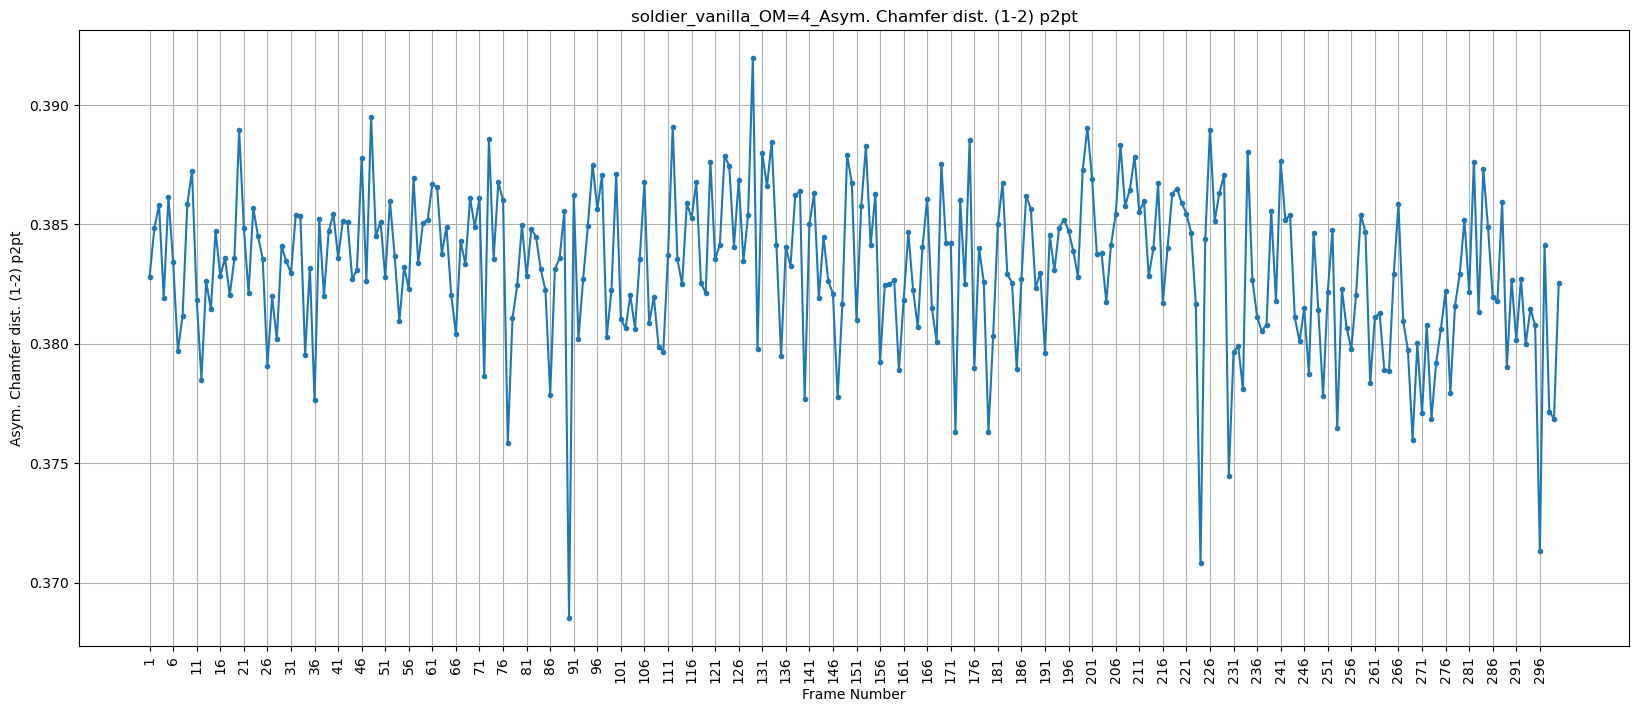 soldier_vanilla_OM=4_Asym. Chamfer dist. (1-2) p2pt
Asym. Chamfer dist. (1-2) p2pt
0.390
0.385
0.380
0.375
0.370
1 6 11 16 21 26 31 36 41 46 51 56 61 66 71 76 81 86 91 96 101 106 111 116 121 126 131 136 141 146 151 156 161 166 171 176 181 186 191 196 201 206 211 216 221 226 231 236 241 246 251 256 261 266 271 276 281 286 291 296
Frame Number